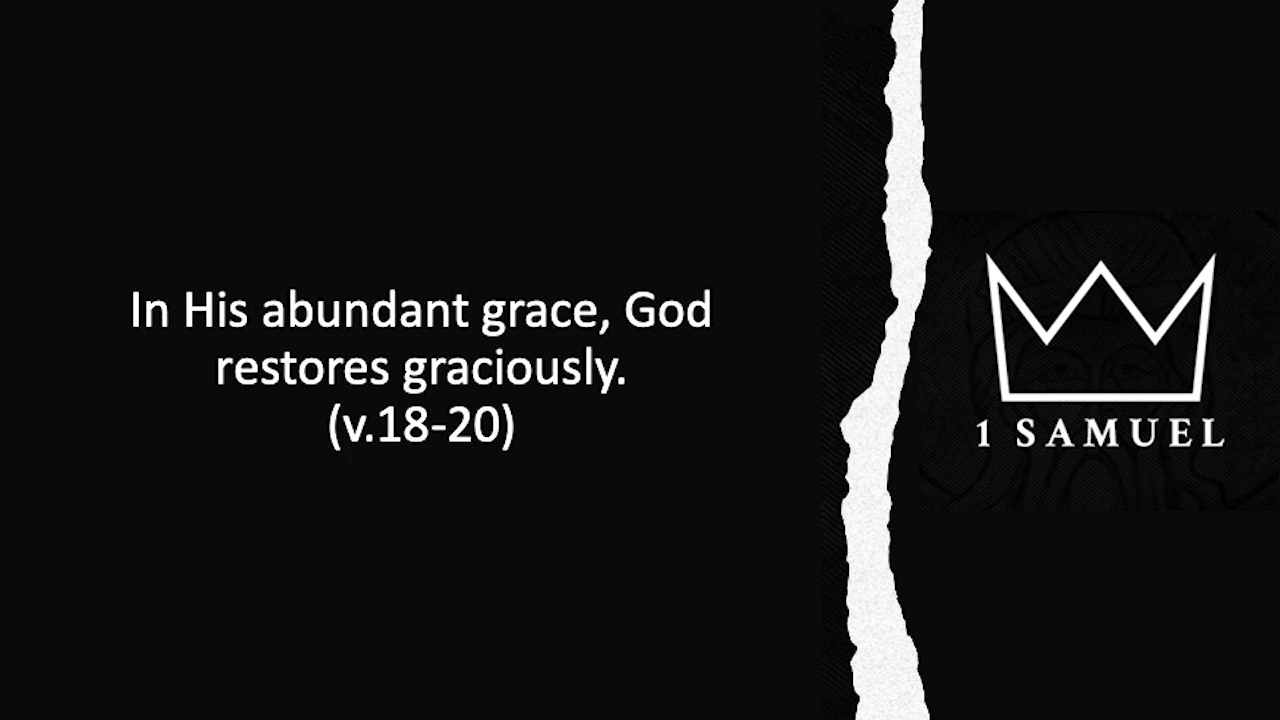 In His abundant grace, God
restores graciously.
(v.18-20)
1 SAMUEL